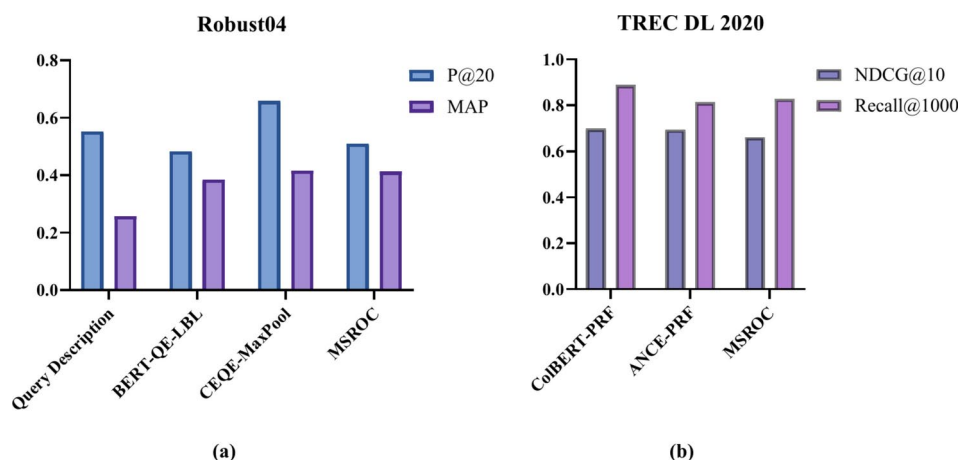 Robust04
0.8
0.6
0.4
0.2
0.0
P@20
MAP
Query Description
BERT-QE-LBL
CEQE-MaxPool
MSROC
(a)
TREC DL 2020
1.0
0.8
0.6
0.4
0.2
0.0
NDCG@10
Recall@1000
ColBERT-PRF
ANCE-PRF
MSROC
(b)